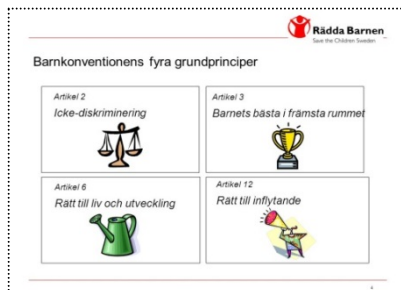 Rädda Barnen
Save the Children Sweden
Barnkonventionens fyra grundprinciper
Artikel 2
Icke-diskriminering
Artikel 3
Barnets bästa i främsta rummet
Artikel 6
Rätt till liv och utveckling
Artikel 12
Rätt till inflytande